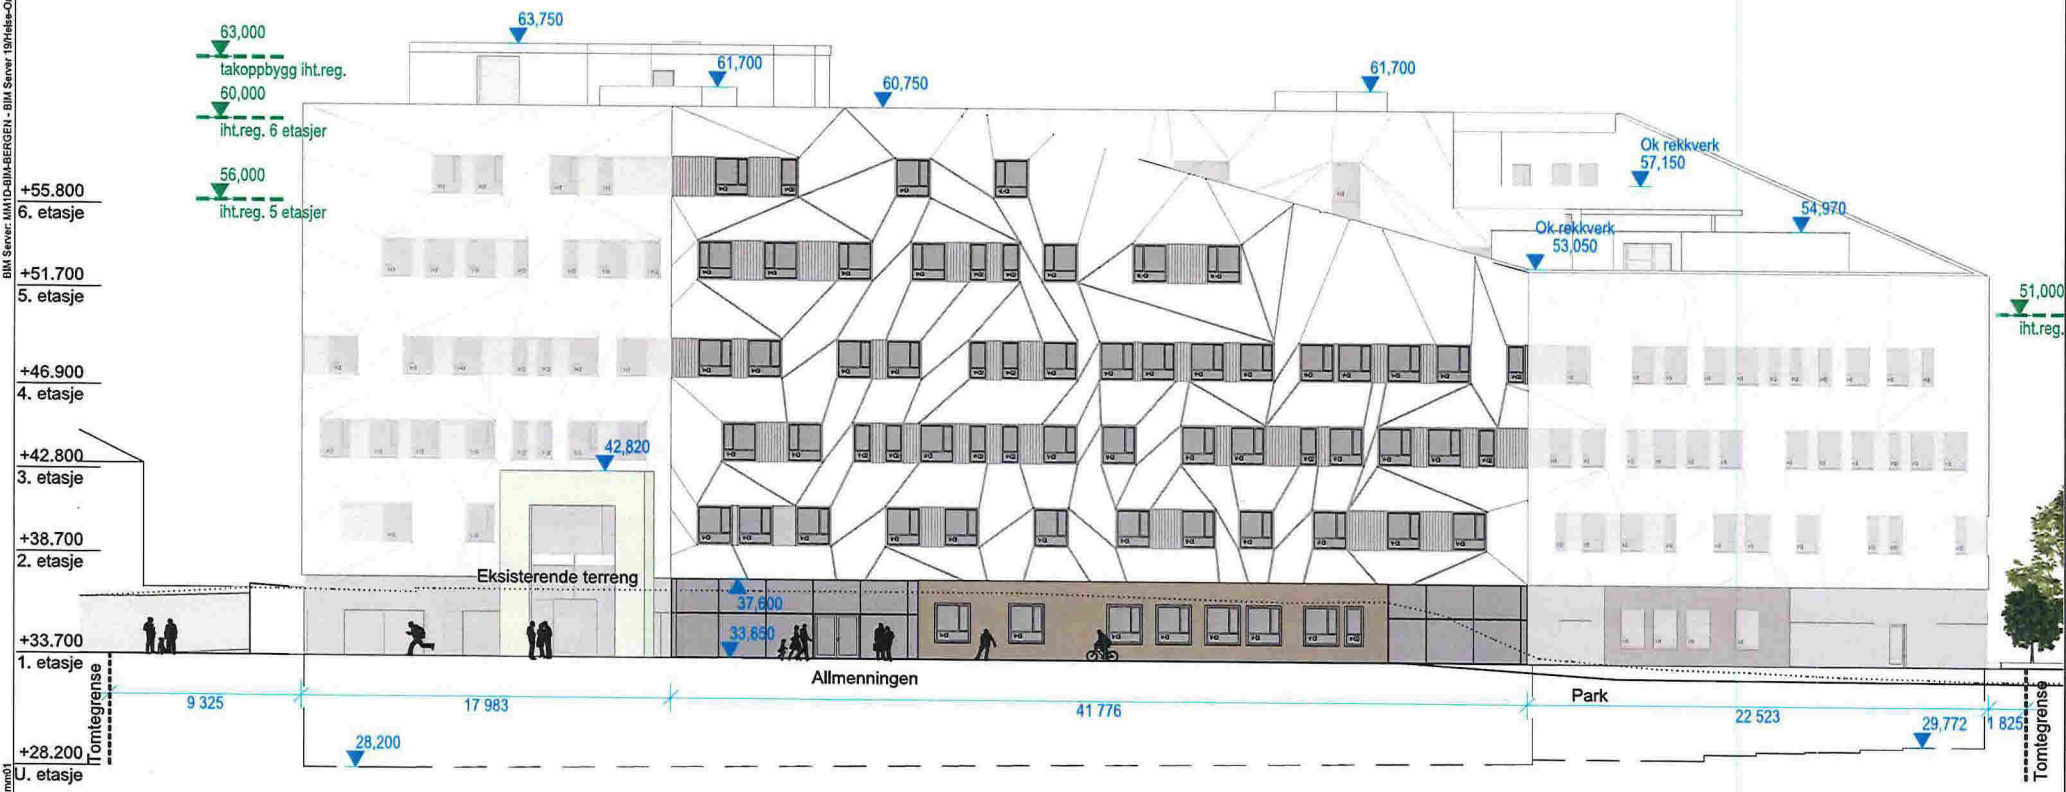 BIM Server: MM1D-BIM-BERGEN - BIM Server 19/Helse-O
63,750
63,000
takoppbygg iht.reg.
61,700
61,700
60,750
60,000
iht.reg. 6 etasjer
Ok rekkverk
57,150
56,000
iht.reg. 5 etasjer
+55.800
6. etasje
54,970
Ok rekkverk
53,050
+51.700
5. etasje
51,000
iht.reg.
+46.900
4. etasje
42,820
+42.800
3. etasje
+38.700
2. etasje
Eksisterende terreng
37,600
33,650
+33.700
1. etasje
Allmenningen
Park
Tomtegrense
9 325
17 983
41 776
22 523
1 825
Tomtegrense
29,772
28,200
+28.200
U. etasje
mm01